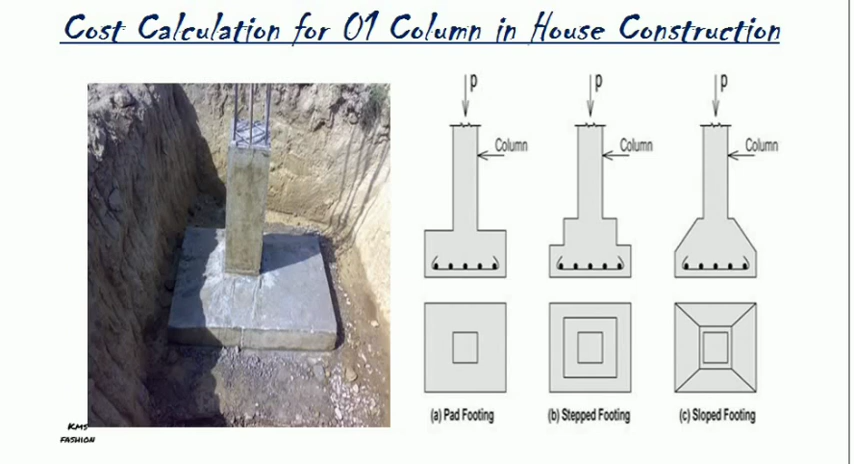 Cost Calculation for 01 Column in House Construction
P P P
Column Column Column
(a) Pad Footing (b) Stepped Footing (c) Sloped Footing
KMS
FASHION